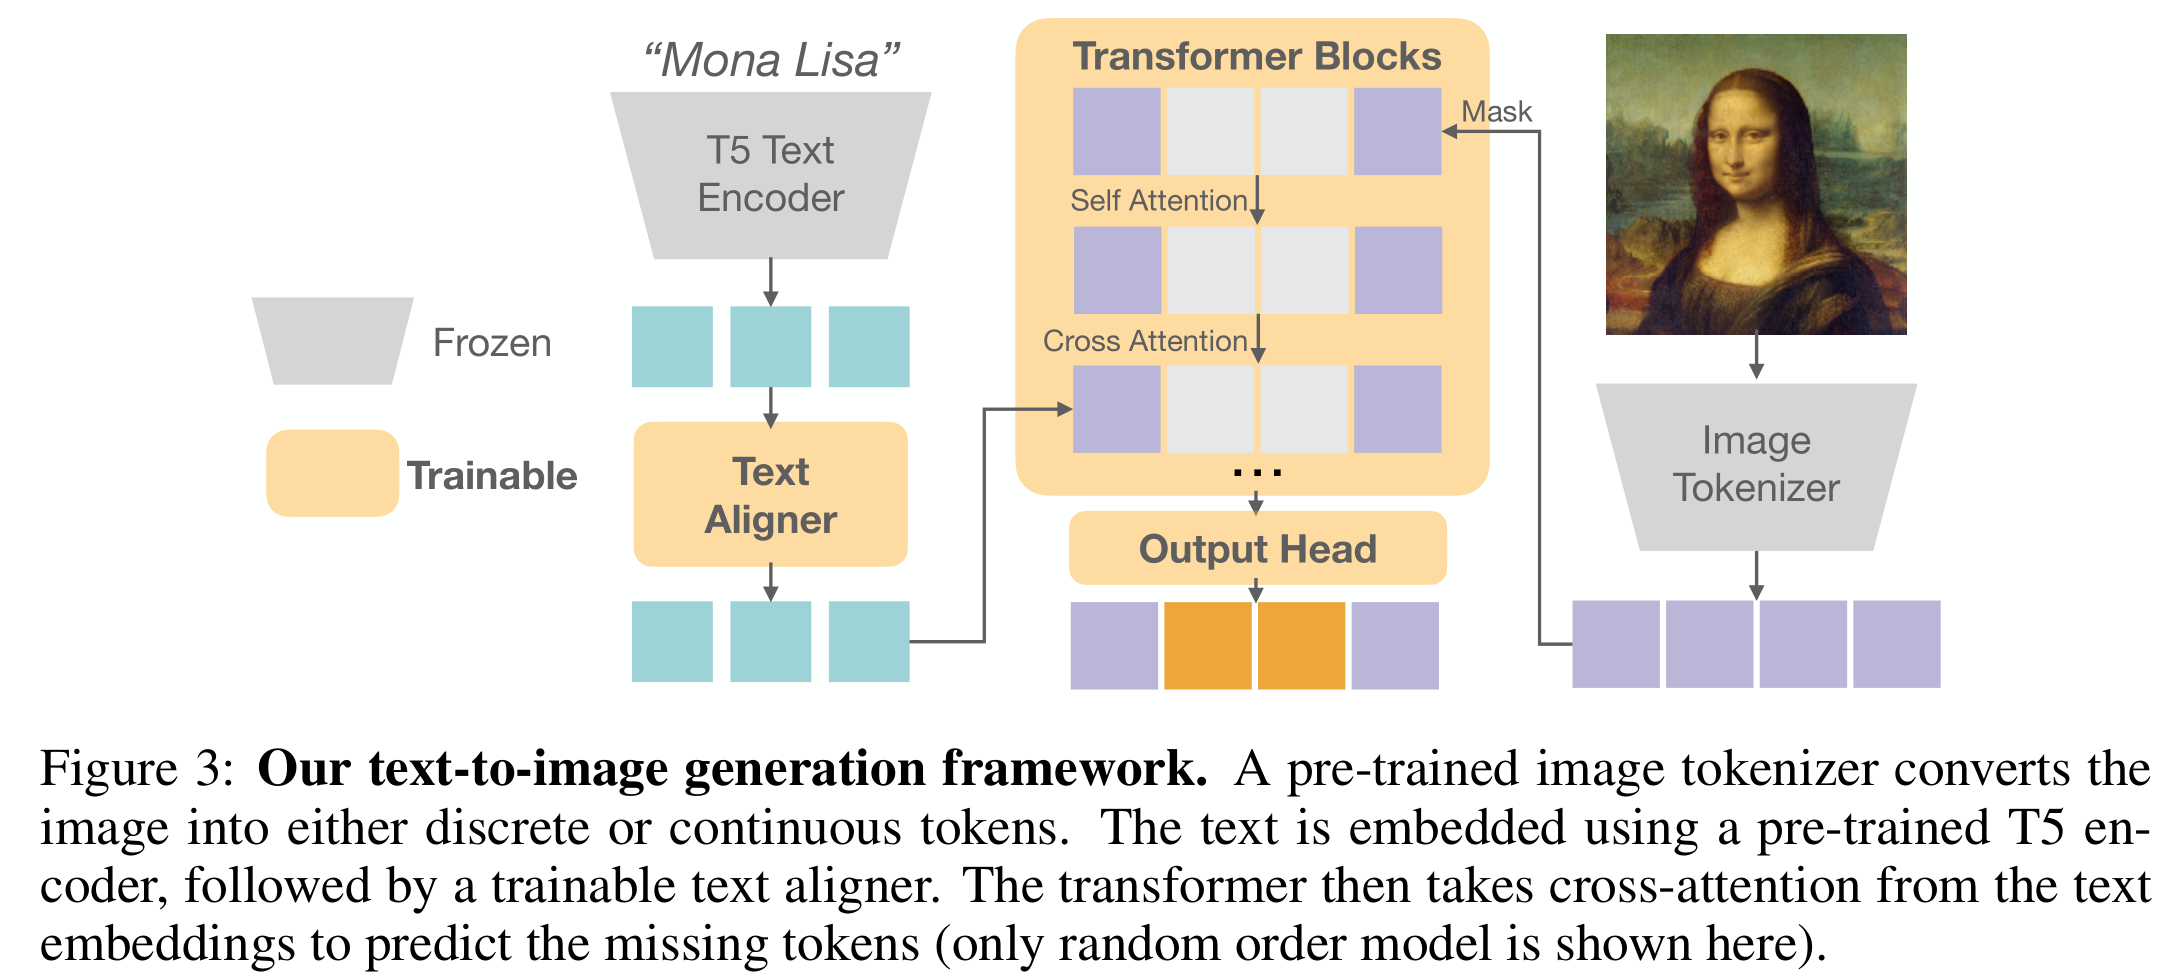 “Mona Lisa”
T5 Text
Encoder
Frozen
Trainable
Text
Aligner
Transformer Blocks
Mask
Self Attention
Cross Attention
...
Output Head
Image
Tokenizer
Figure 3: Our text-to-image generation framework. A pre-trained image tokenizer converts the
image into either discrete or continuous tokens. The text is embedded using a pre-trained T5 en-
coder, followed by a trainable text aligner. The transformer then takes cross-attention from the text
embeddings to predict the missing tokens (only random order model is shown here).